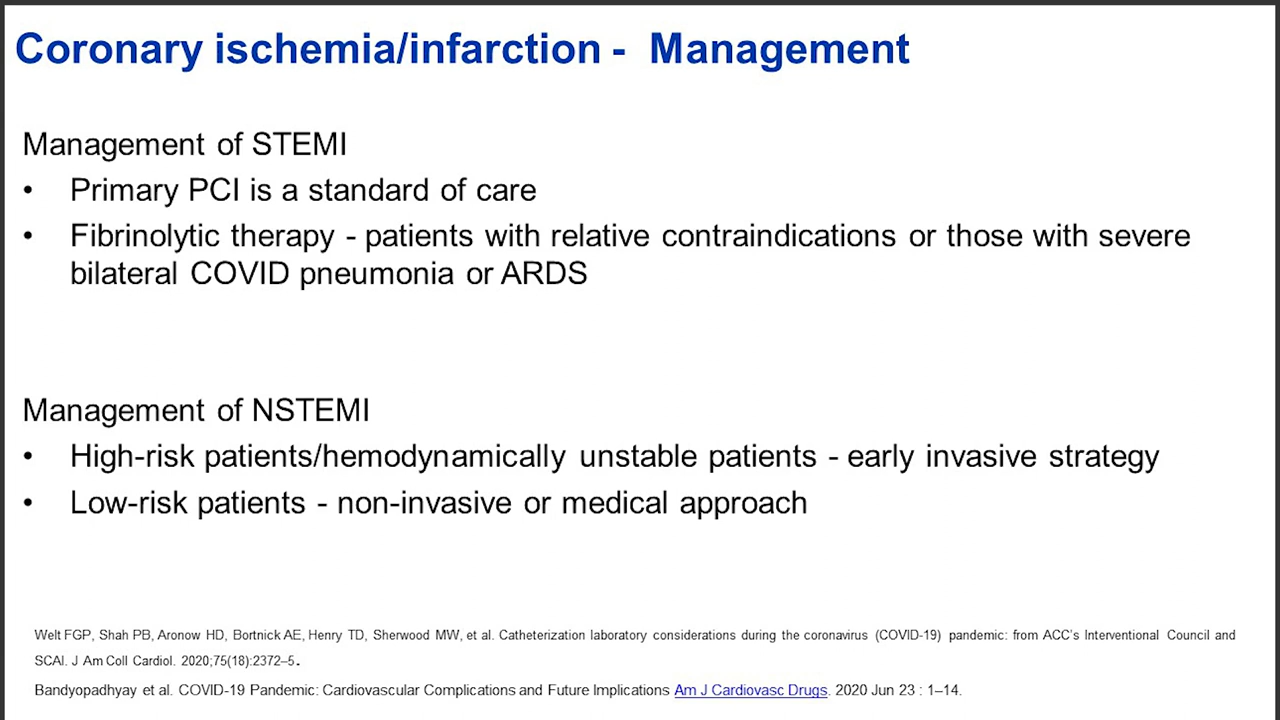 Coronary ischemia/infarction -  Management
Management of STEMI
• Primary PCI is a standard of care
• Fibrinolytic therapy - patients with relative contraindications or those with severe
bilateral COVID pneumonia or ARDS
Management of NSTEMI
• High-risk patients/hemodynamically unstable patients - early invasive strategy
• Low-risk patients - non-invasive or medical approach
Welt FGP, Shah PB, Aronow HD, Bortnick AE, Henry TD, Sherwood MW, et al. Catheterization laboratory considerations during the coronavirus (COVID-19) pandemic: from ACC's Interventional Council and
SCAI. J Am Coll Cardiol. 2020;75(18):2372–5.
Bandyopadhyay et al. COVID-19 Pandemic: Cardiovascular Complications and Future Implications Am J Cardiovasc Drugs. 2020 Jun 23 : 1–14.